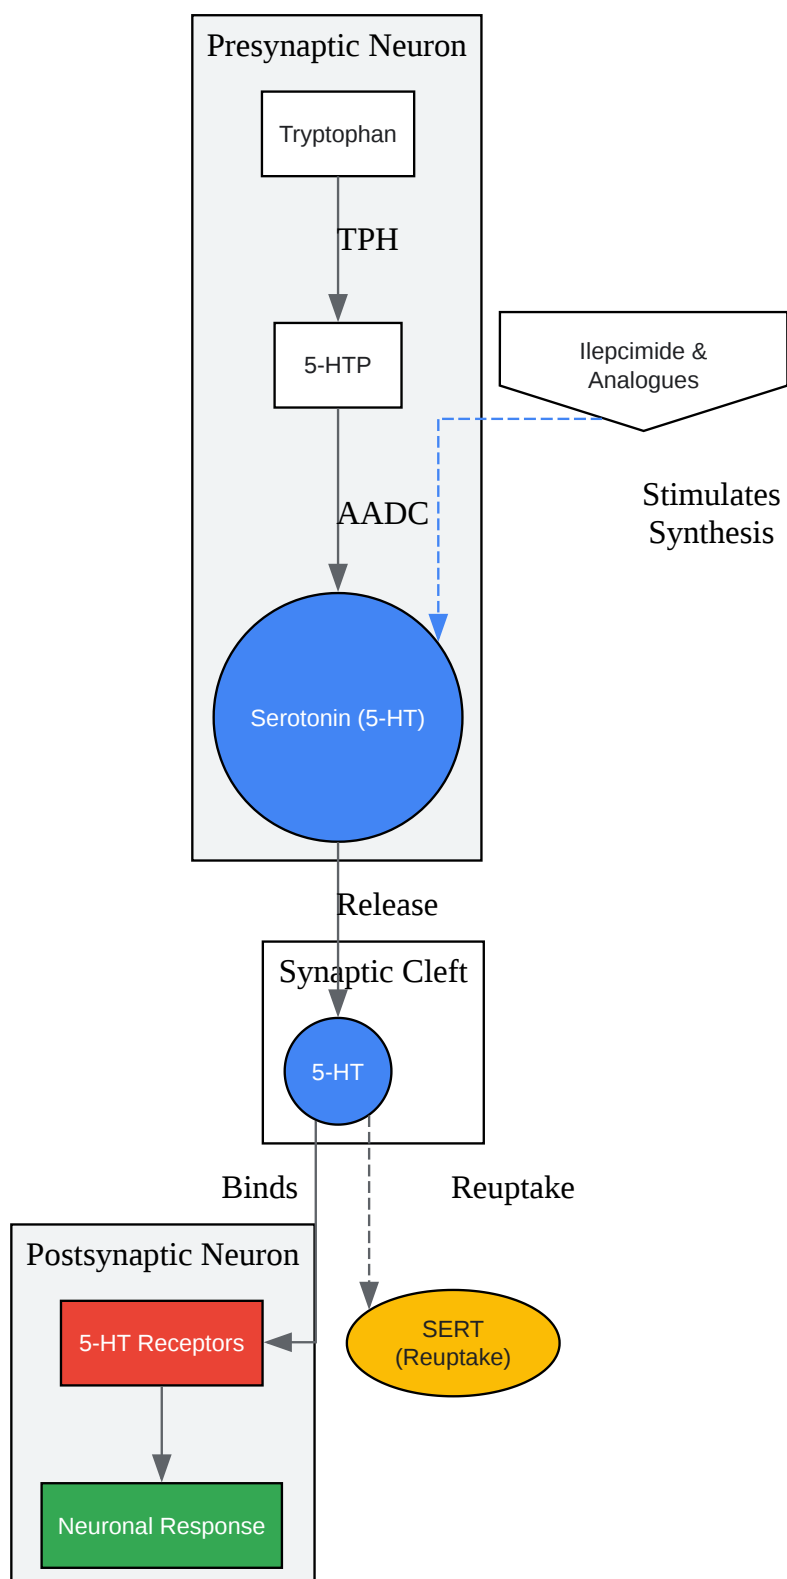 Presynaptic Neuron
Tryptophan
TPH
5-HTP
Ilepcimide &
Analogues
AADC
Stimulates
Synthesis
Serotonin (5-HT)
Release
Synaptic Cleft
5-HT
Binds
Reuptake
Postsynaptic Neuron
5-HT Receptors
SERT
(Reuptake)
Neuronal Response